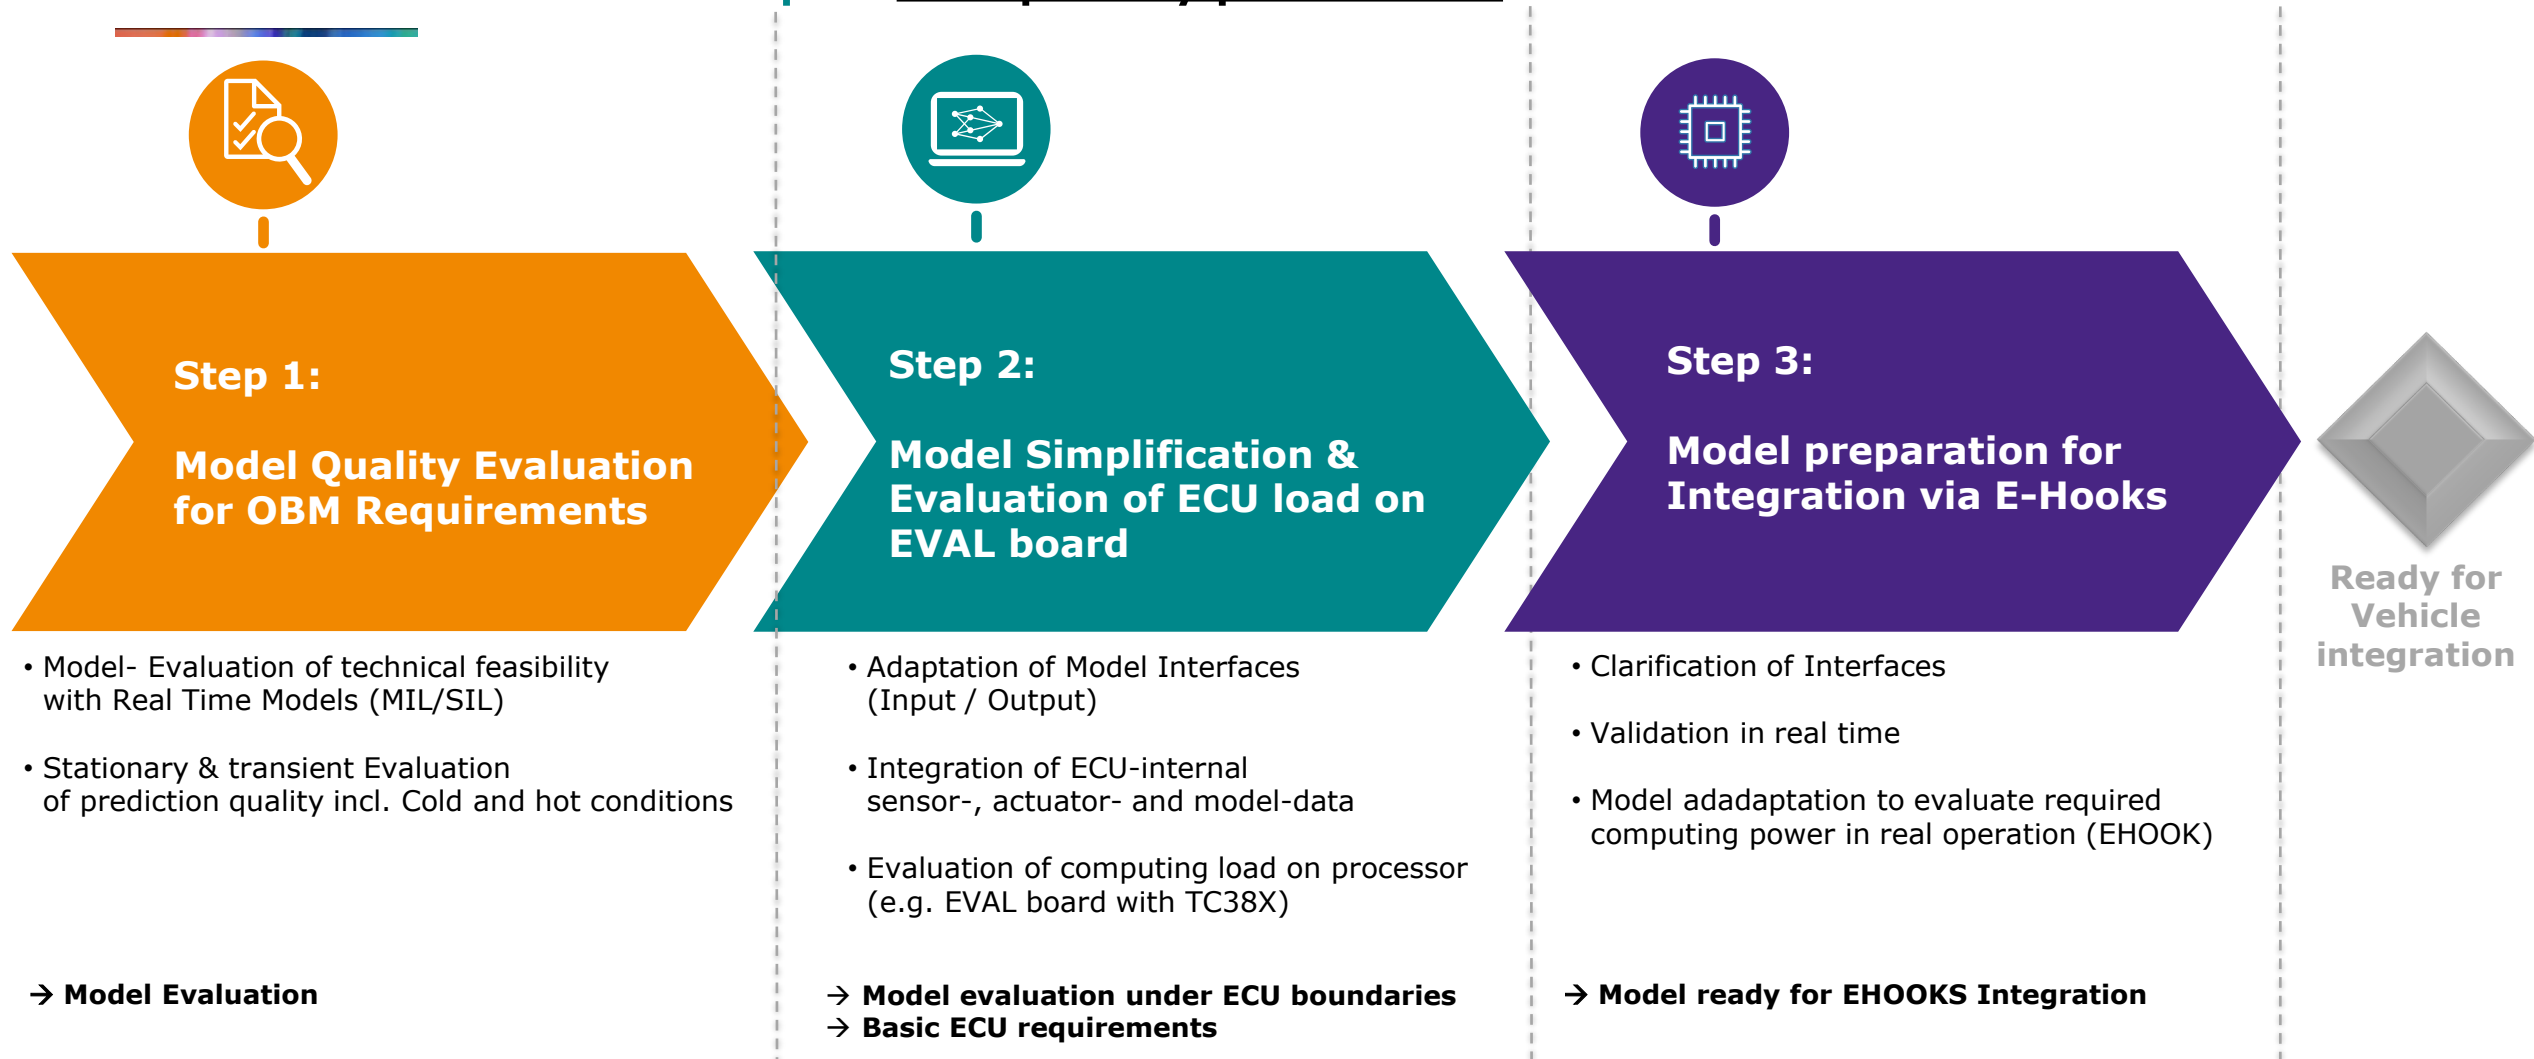 Step 1:
Model Quality Evaluation
for OBM Requirements
• Model- Evaluation of technical feasibility
with Real Time Models (MIL/SIL)
• Stationary & transient Evaluation
of prediction quality incl. Cold and hot conditions
→ Model Evaluation
Step 2:
Model Simplification &
Evaluation of ECU load on
EVAL board
• Adaptation of Model Interfaces
(Input / Output)
• Integration of ECU-internal
sensor-, actuator- and model-data
• Evaluation of computing load on processor
(e.g. EVAL board with TC38X)
→ Model evaluation under ECU boundaries
→ Basic ECU requirements
Step 3:
Model preparation for
Integration via E-Hooks
• Clarification of Interfaces
• Validation in real time
• Model adadaptation to evaluate required
computing power in real operation (EHOOK)
→ Model ready for EHOOKS Integration
Ready for
Vehicle
integration